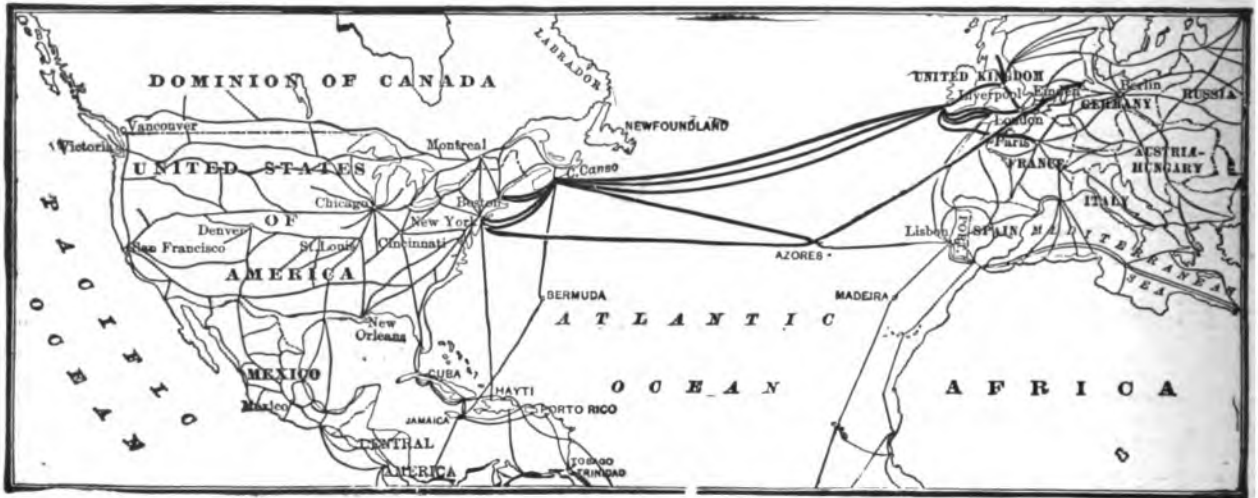 DOMINION OF CANADA
LABRADOR
NEWFOUNDLAND
Vancouver
Victoria
Montreal
C. Canso
UNITED STATES
OF
AMERICA
Chicago
Boston
New York
Denver
St. Louis
Cincinnati
San Francisco
New
Orleans
MEXICO
Mexico
CUBA
HAYTI
JAMAICA
PORTO RICO
CENTRAL
AMERICA
TOBAGO
TRINIDAD
BERMUDA
PACIFIC
OCEAN
ATLANTIC
OCEAN
AZORES
MADEIRA
UNITED KINGDOM
Liverpool
London
Emden
Berlin
GERMANY
RUSSIA
Paris
FRANCE
AUSTRIA-
HUNGARY
ITALY
Lisbon
PORT.
SPAIN
MEDITERRANEAN
SEA
AFRICA